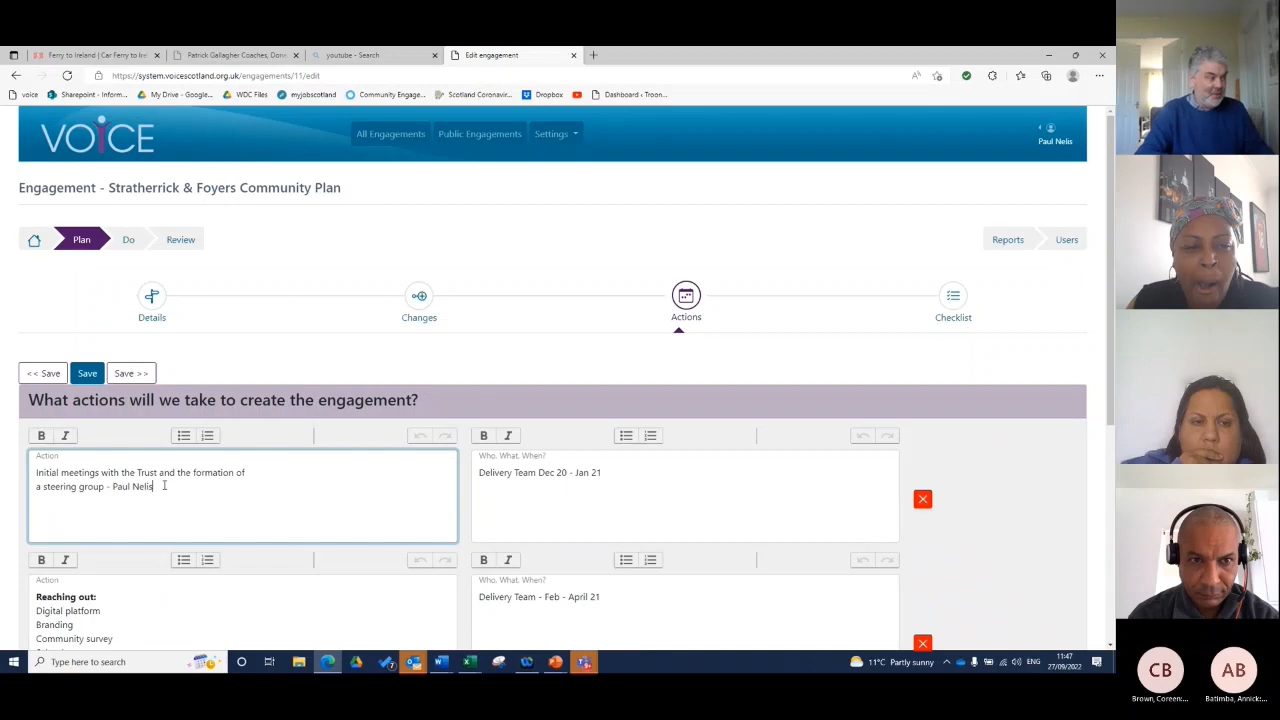 Ferry to Ireland | Car Ferry to Ire
Patrick Gallagher Coaches, Done
youtube - Search
Edit engagement
https://system.voicescotland.org.uk/engagements/11/edit
voice
Sharepoint - Inform...
My Drive - Google...
WDC Files
myjobscotland
Community Engage...
Scotland Coronavir...
Dropbox
Dashboard ‹ Troon...
VOiCE
All Engagements
Public Engagements
Settings
Paul Nelis
Engagement - Stratherrick & Foyers Community Plan
Plan
Do
Review
Reports
Users
Details
Changes
Actions
Checklist
<< Save
Save
Save >>
What actions will we take to create the engagement?
B I
B I
Action
Initial meetings with the Trust and the formation of
a steering group - Paul Nelis
Who, What, When?
Delivery Team Dec 20 - Jan 21
B I
B I
Action
Reaching out:
Digital platform
Branding
Community survey
Who, What, When?
Delivery Team - Feb - April 21
Type here to search
11°C Partly sunny
ENG
11:47
27/09/2022
CB
Brown, Coreen:...
AB
Batimba, Annick:...